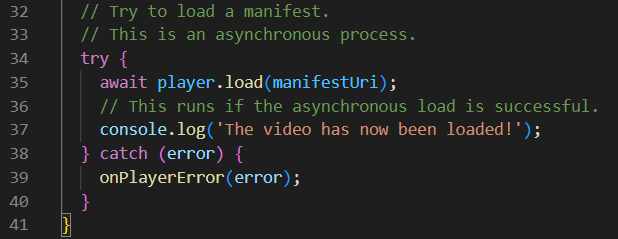 32 // Try to load a manifest.
33 // This is an asynchronous process.
34 try {
35 await player.load(manifestUri);
36 // This runs if the asynchronous load is successful.
37 console.log('The video has now been loaded!');
38 } catch (error) {
39 onPlayerError(error);
40 }
41 }